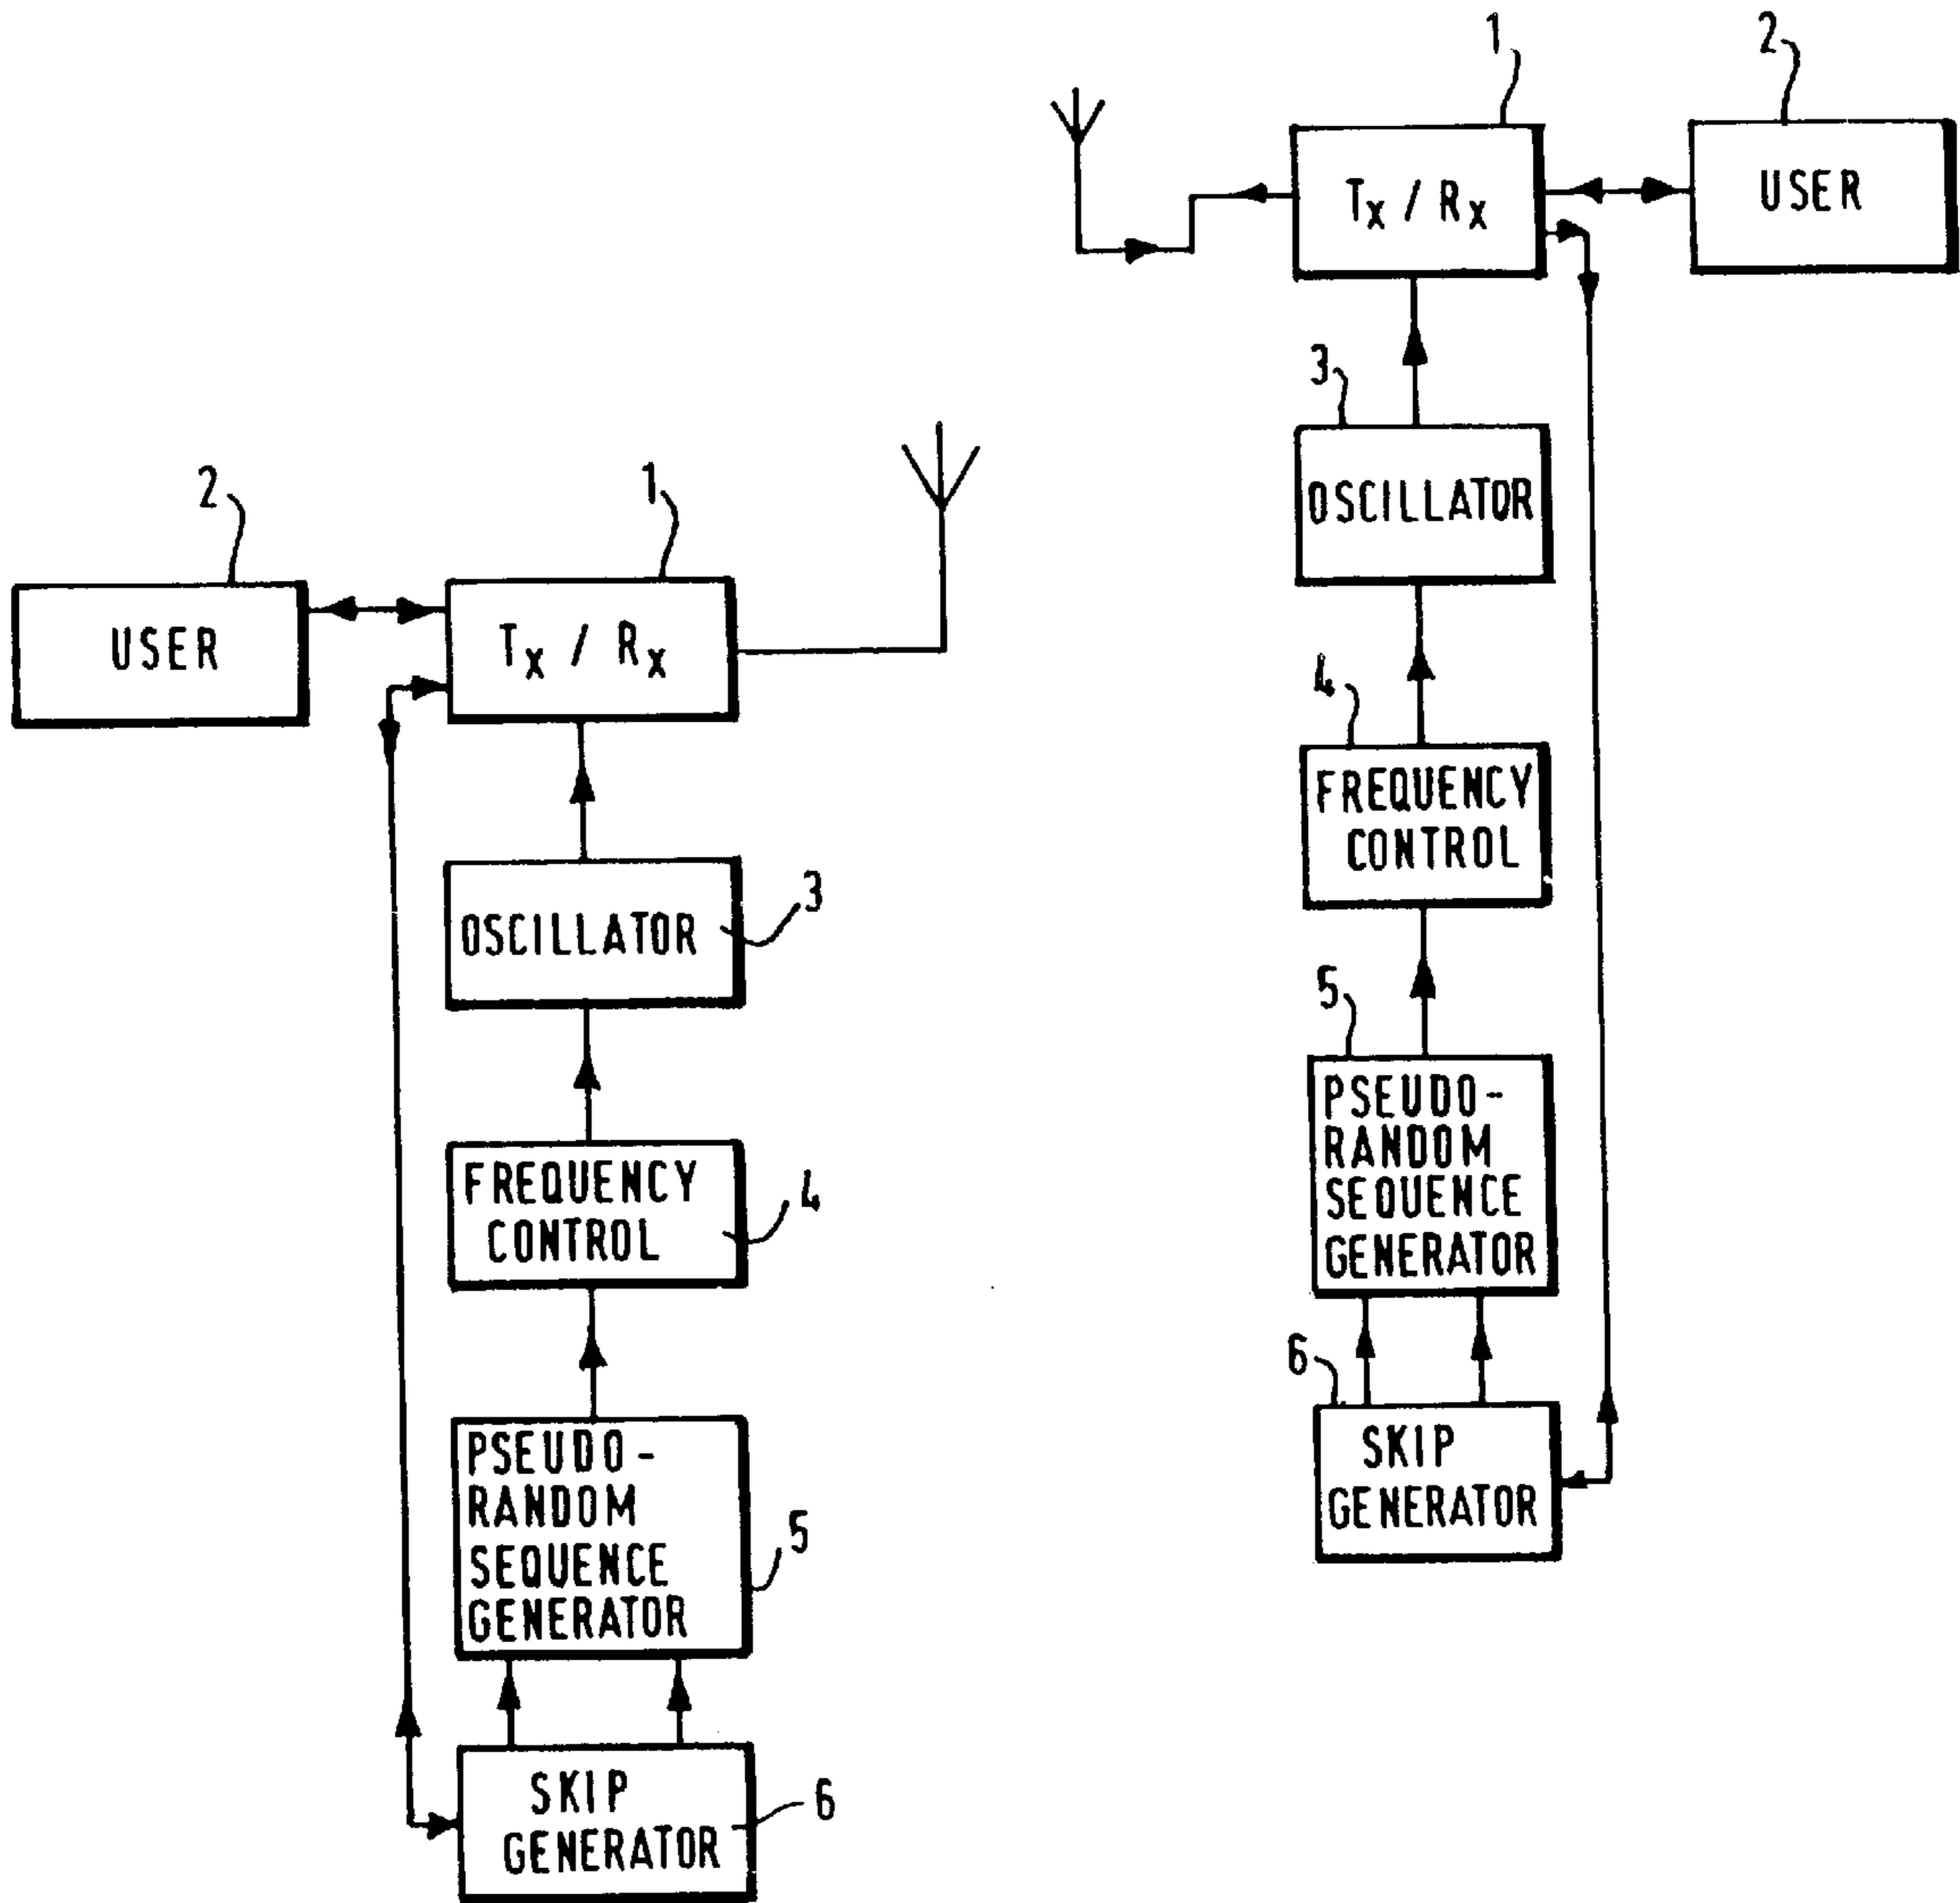 2
1
USER
Tx / Rx
OSCILLATOR
3
FREQUENCY
CONTROL
4
PSEUDO-
RANDOM
SEQUENCE
GENERATOR
5
SKIP
GENERATOR
6
1
2
Tx / Rx
USER
3
OSCILLATOR
4
FREQUENCY
CONTROL
5
PSEUDO-
RANDOM
SEQUENCE
GENERATOR
6
SKIP
GENERATOR